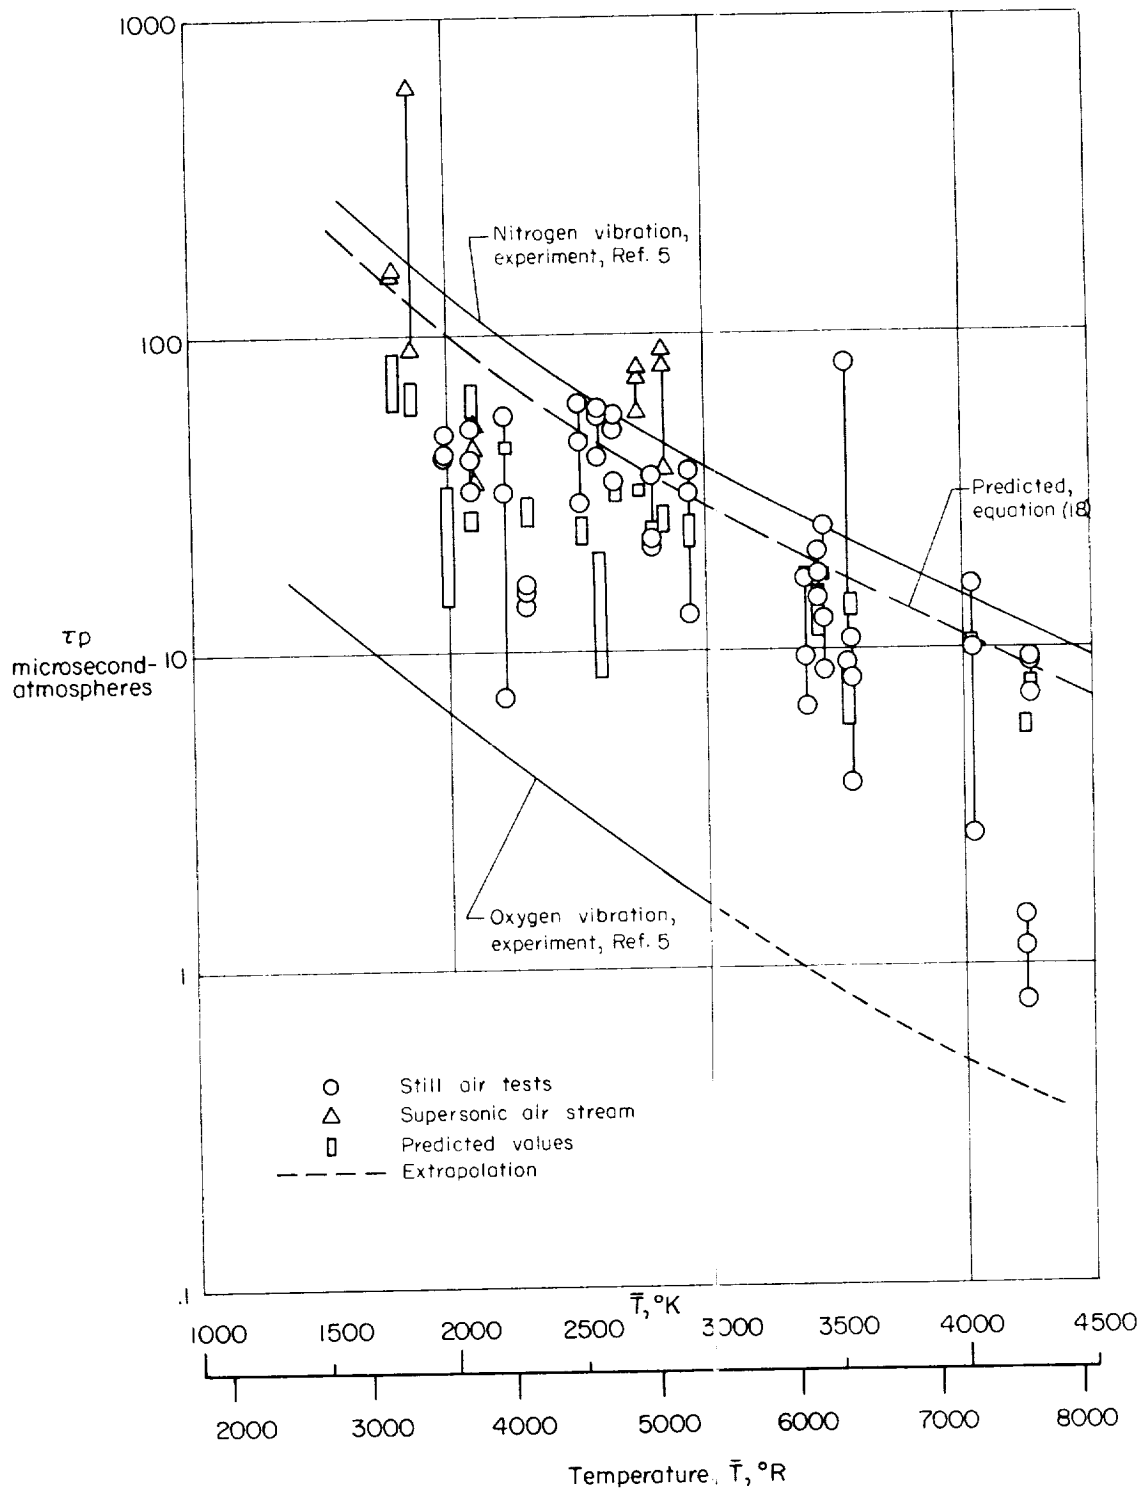 1000
Nitrogen vibration,
experiment, Ref. 5
100
Predicted,
equation (18)
τp
microsecond-
atmospheres
10
Oxygen vibration,
experiment, Ref. 5
1
Still air tests
Supersonic air stream
Predicted values
Extrapolation
.1
T̄, °K
1000 1500 2000 2500 3000 3500 4000 4500
2000 3000 4000 5000 6000 7000 8000
Temperature, T̄, °R